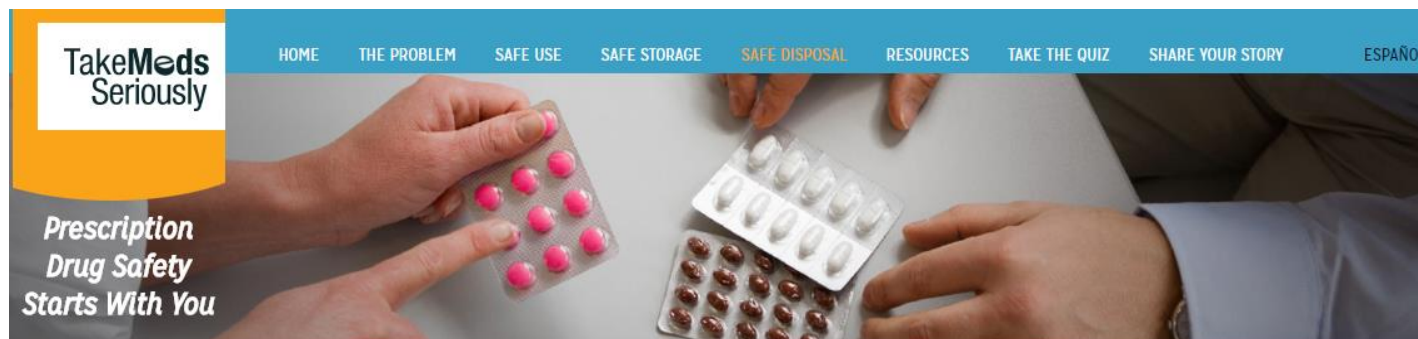 TakeMeds
Seriously
HOME THE PROBLEM SAFE USE SAFE STORAGE SAFE DISPOSAL RESOURCES TAKE THE QUIZ SHARE YOUR STORY ESPAÑO
Prescription
Drug Safety
Starts With You